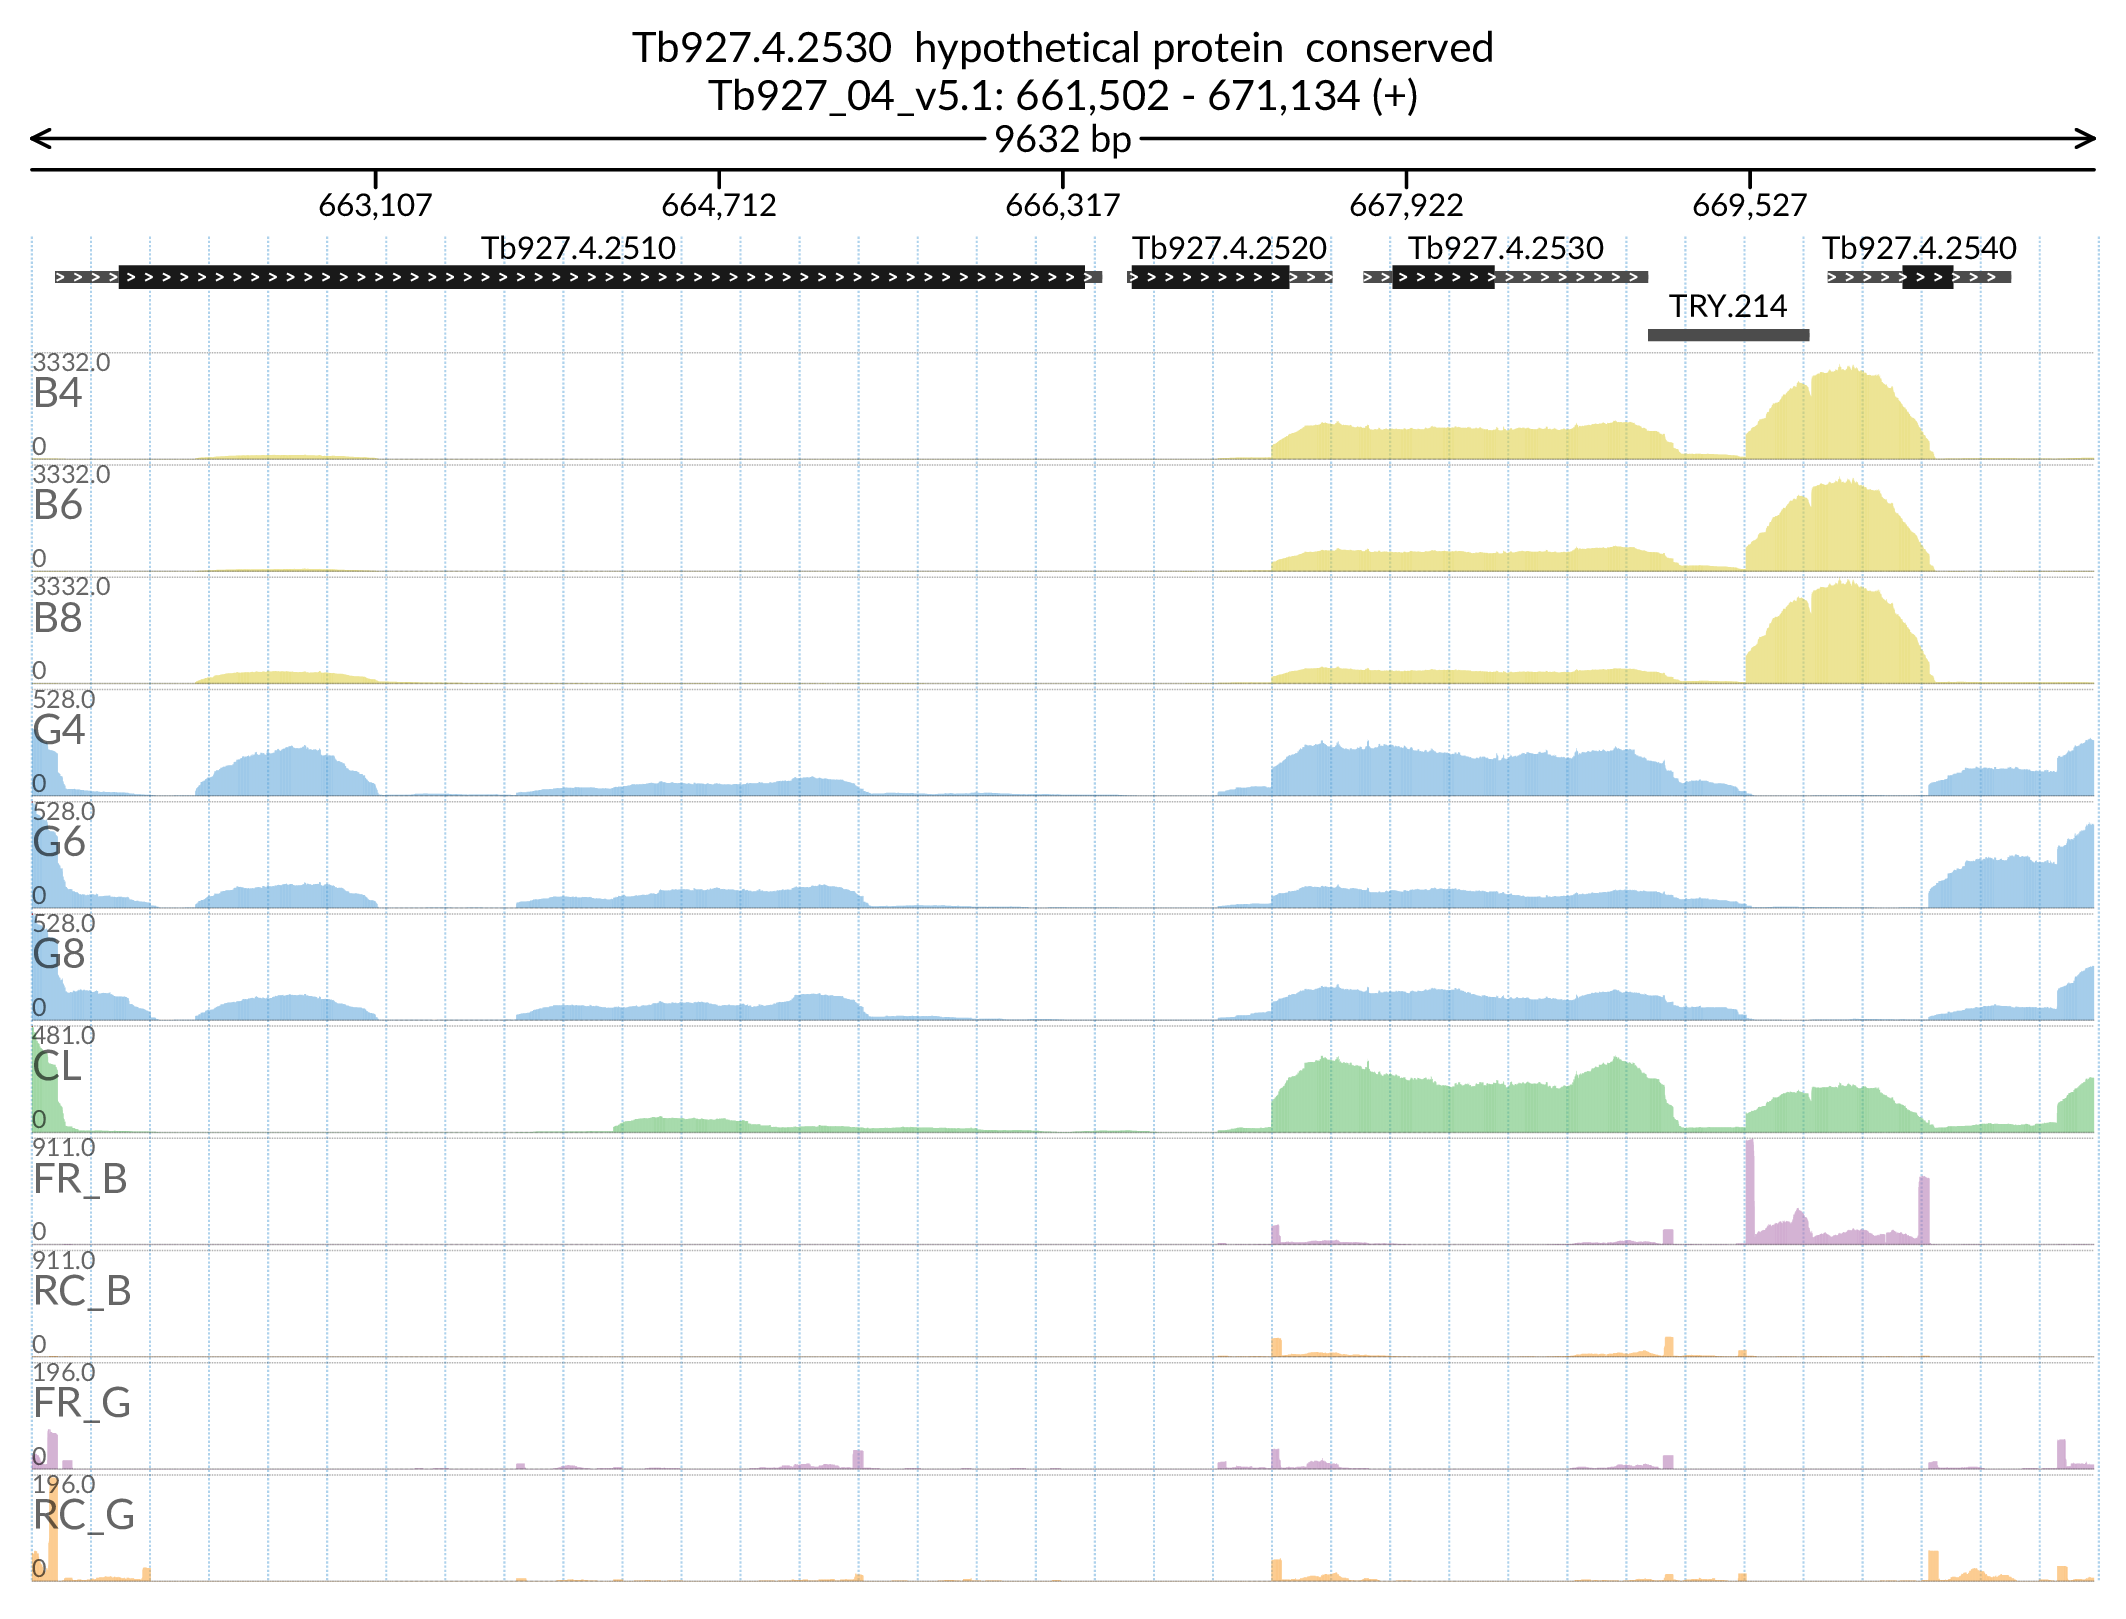 Tb927.4.2530  hypothetical protein  conserved
Tb927_04_v5.1: 661,502 - 671,134 (+)
9632 bp
663,107 664,712 666,317 667,922 669,527
Tb927.4.2510 Tb927.4.2520 Tb927.4.2530 Tb927.4.2540
TRY.214
3332.0
B4
0
3332.0
B6
0
3332.0
B8
0
528.0
G4
0
528.0
G6
0
528.0
G8
0
481.0
CL
0
911.0
FR_B
0
911.0
RC_B
0
196.0
FR_G
0
196.0
RC_G
0